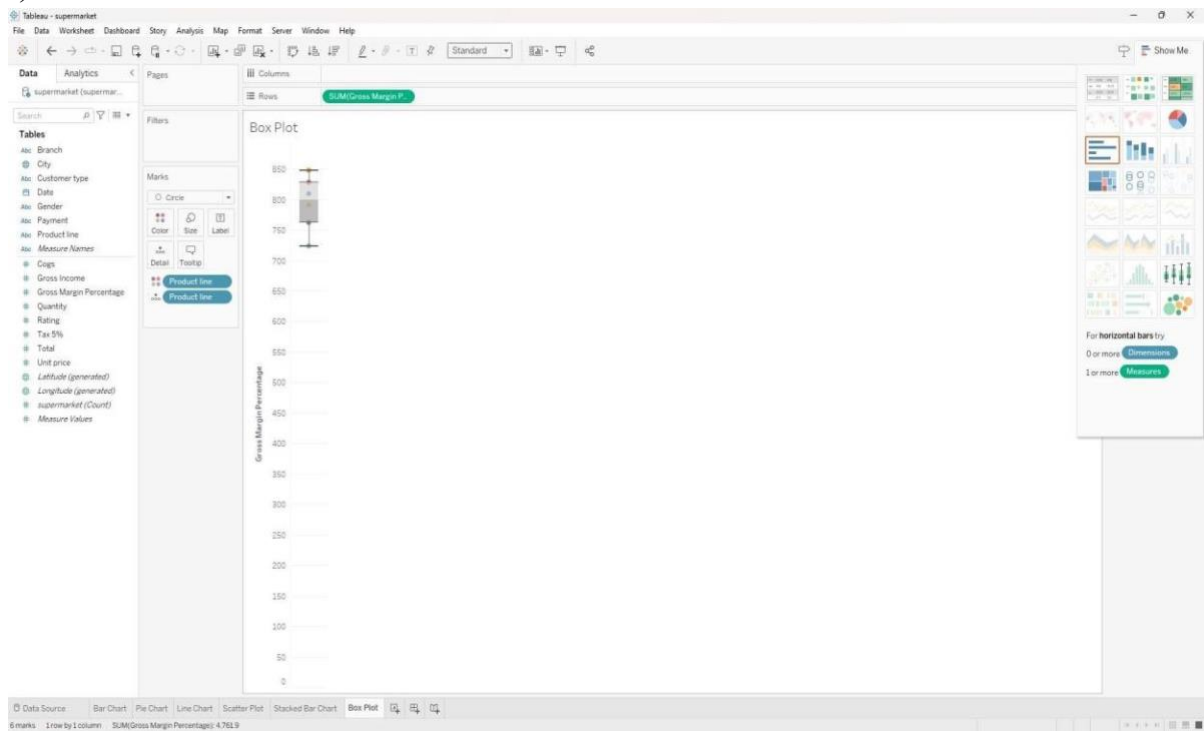 Tableau - supermarket
File Data Worksheet Dashboard Story Analysis Map Format Server Window Help
Standard
Show Me
Data Analytics
Pages
Columns
supermarket (supermar...
Rows
SUM(Gross Margin P..
Search
Filters
Box Plot
Tables
Abc Branch
City
Abc Customer type
Date
Abc Gender
Abc Payment
Abc Product line
Abc Measure Names
Cogs
Gross Income
Gross Margin Percentage
Quantity
Rating
Tax 5%
Total
Unit price
Latitude (generated)
Longitude (generated)
supermarket (Count)
Measure Values
Marks
Circle
Color Size Label
Detail Tooltip
Product line
Product line
850
800
750
700
650
600
550
500
450
400
350
300
250
200
150
100
50
0
Gross Margin Percentage
For horizontal bars try
0 or more Dimensions
1 or more Measures
Data Source Bar Chart Pie Chart Line Chart Scatter Plot Stacked Bar Chart Box Plot
6 marks 1 row by 1 column SUM(Gross Margin Percentage): 4,761.9